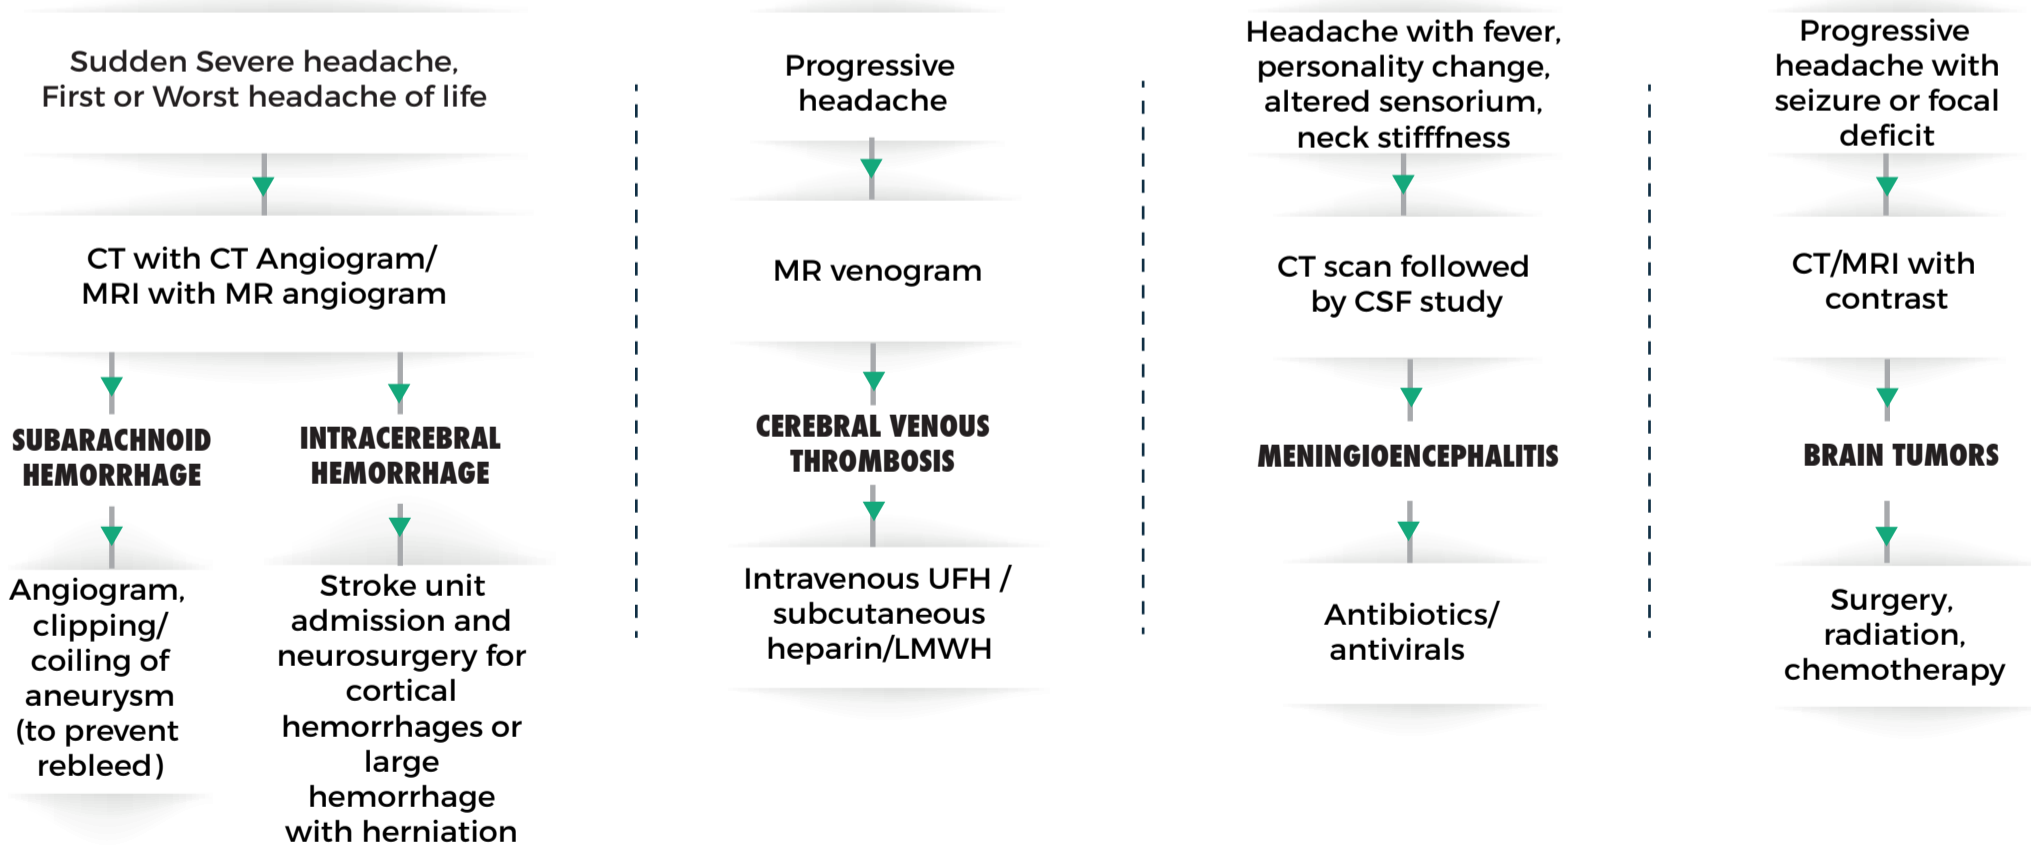 Sudden Severe headache,
First or Worst headache of life
CT with CT Angiogram/
MRI with MR angiogram
SUBARACHNOID
HEMORRHAGE
Angiogram,
clipping/
coiling of
aneurysm
(to prevent
rebleed)
INTRACEREBRAL
HEMORRHAGE
Stroke unit
admission and
neurosurgery for
cortical
hemorrhages or
large
hemorrhage
with herniation
Progressive
headache
MR venogram
CEREBRAL VENOUS
THROMBOSIS
Intravenous UFH /
subcutaneous
heparin/LMWH
Headache with fever,
personality change,
altered sensorium,
neck stifffness
CT scan followed
by CSF study
MENINGIOENCEPHALITIS
Antibiotics/
antivirals
Progressive
headache with
seizure or focal
deficit
CT/MRI with
contrast
BRAIN TUMORS
Surgery,
radiation,
chemotherapy